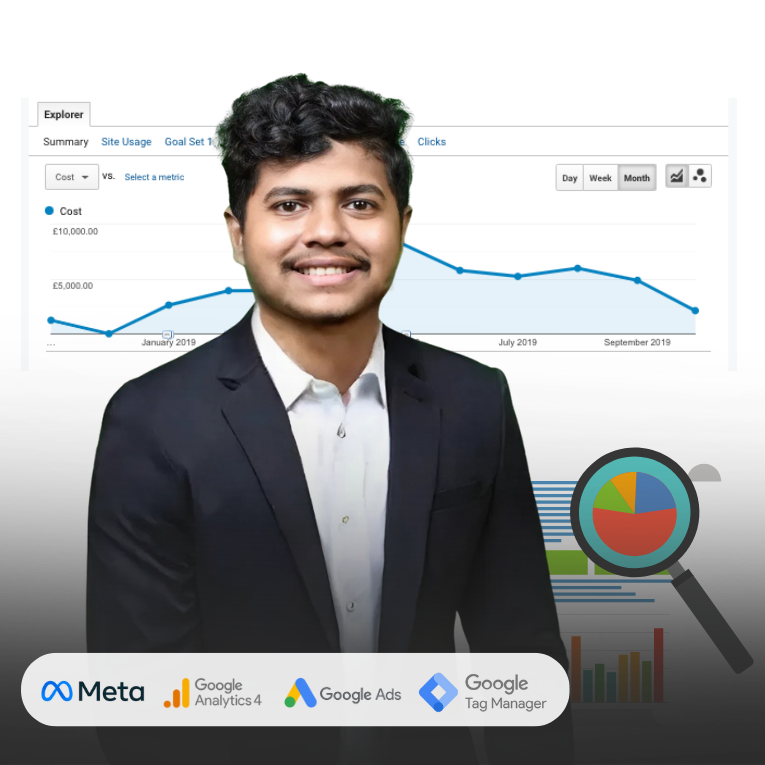 Explorer
Summary Site Usage Goal Set 1 Clicks
Cost VS. Select a metric Day Week Month
Cost
£10,000.00
£5,000.00
... January 2019 July 2019 September 2019
Meta Google Analytics 4 Google Ads Google Tag Manager